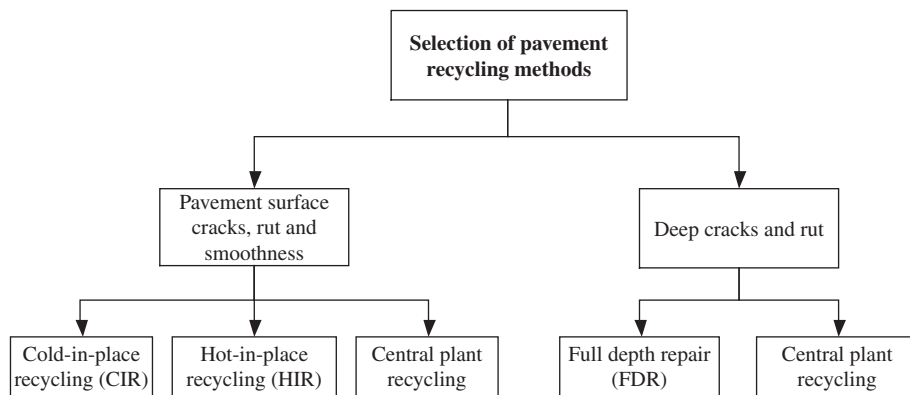 Selection of pavement
recycling methods
Pavement surface
cracks, rut and
smoothness
Deep cracks and rut
Cold-in-place
recycling (CIR)
Hot-in-place
recycling (HIR)
Central plant
recycling
Full depth repair
(FDR)
Central plant
recycling